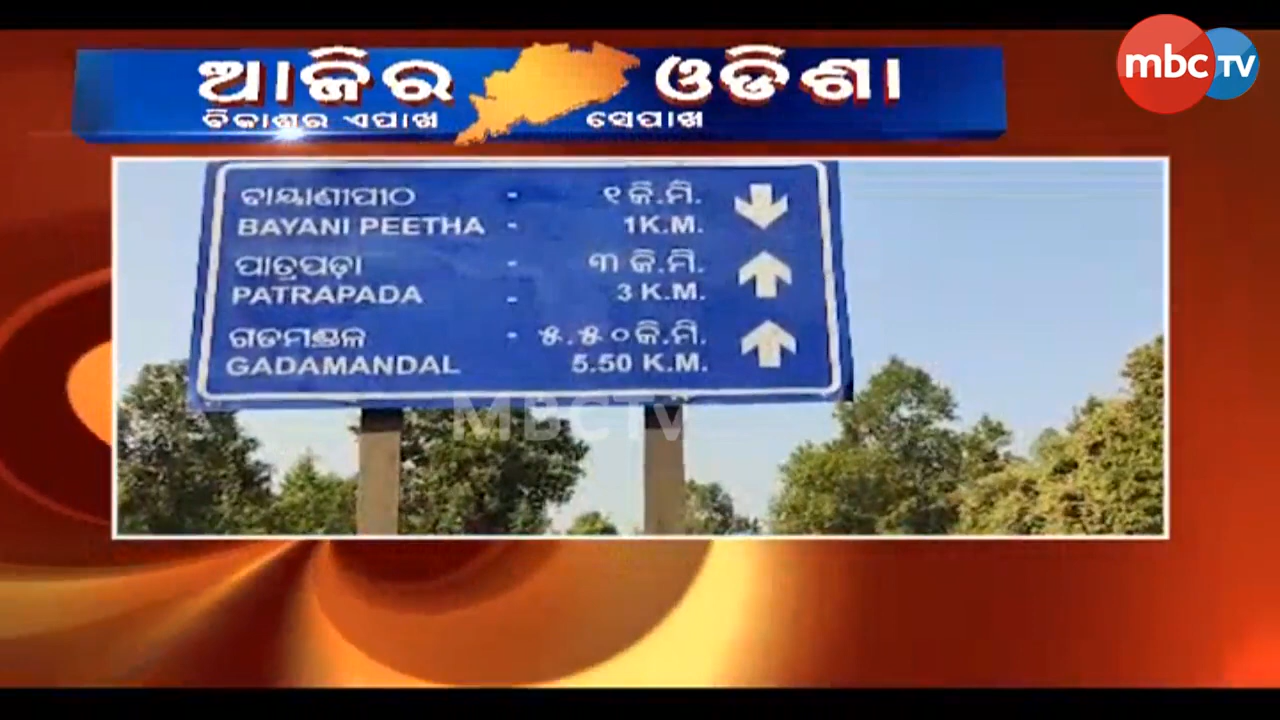 mbc TV
ଆଜିର ଓଡିଶା
ବିକାଶର ଏପାଖ ସେପାଖ
ବାୟାଣୀପୀଠ - ୧ କି.ମି.
BAYANI PEETHA - 1K.M.
ପାତ୍ରପଡ଼ା - ୩ କି.ମି.
PATRAPADA - 3 K.M.
ଗଡମଣ୍ଡଳ - ୫.୫୦କି.ମି.
GADAMANDAL 5.50 K.M.
MBCTv